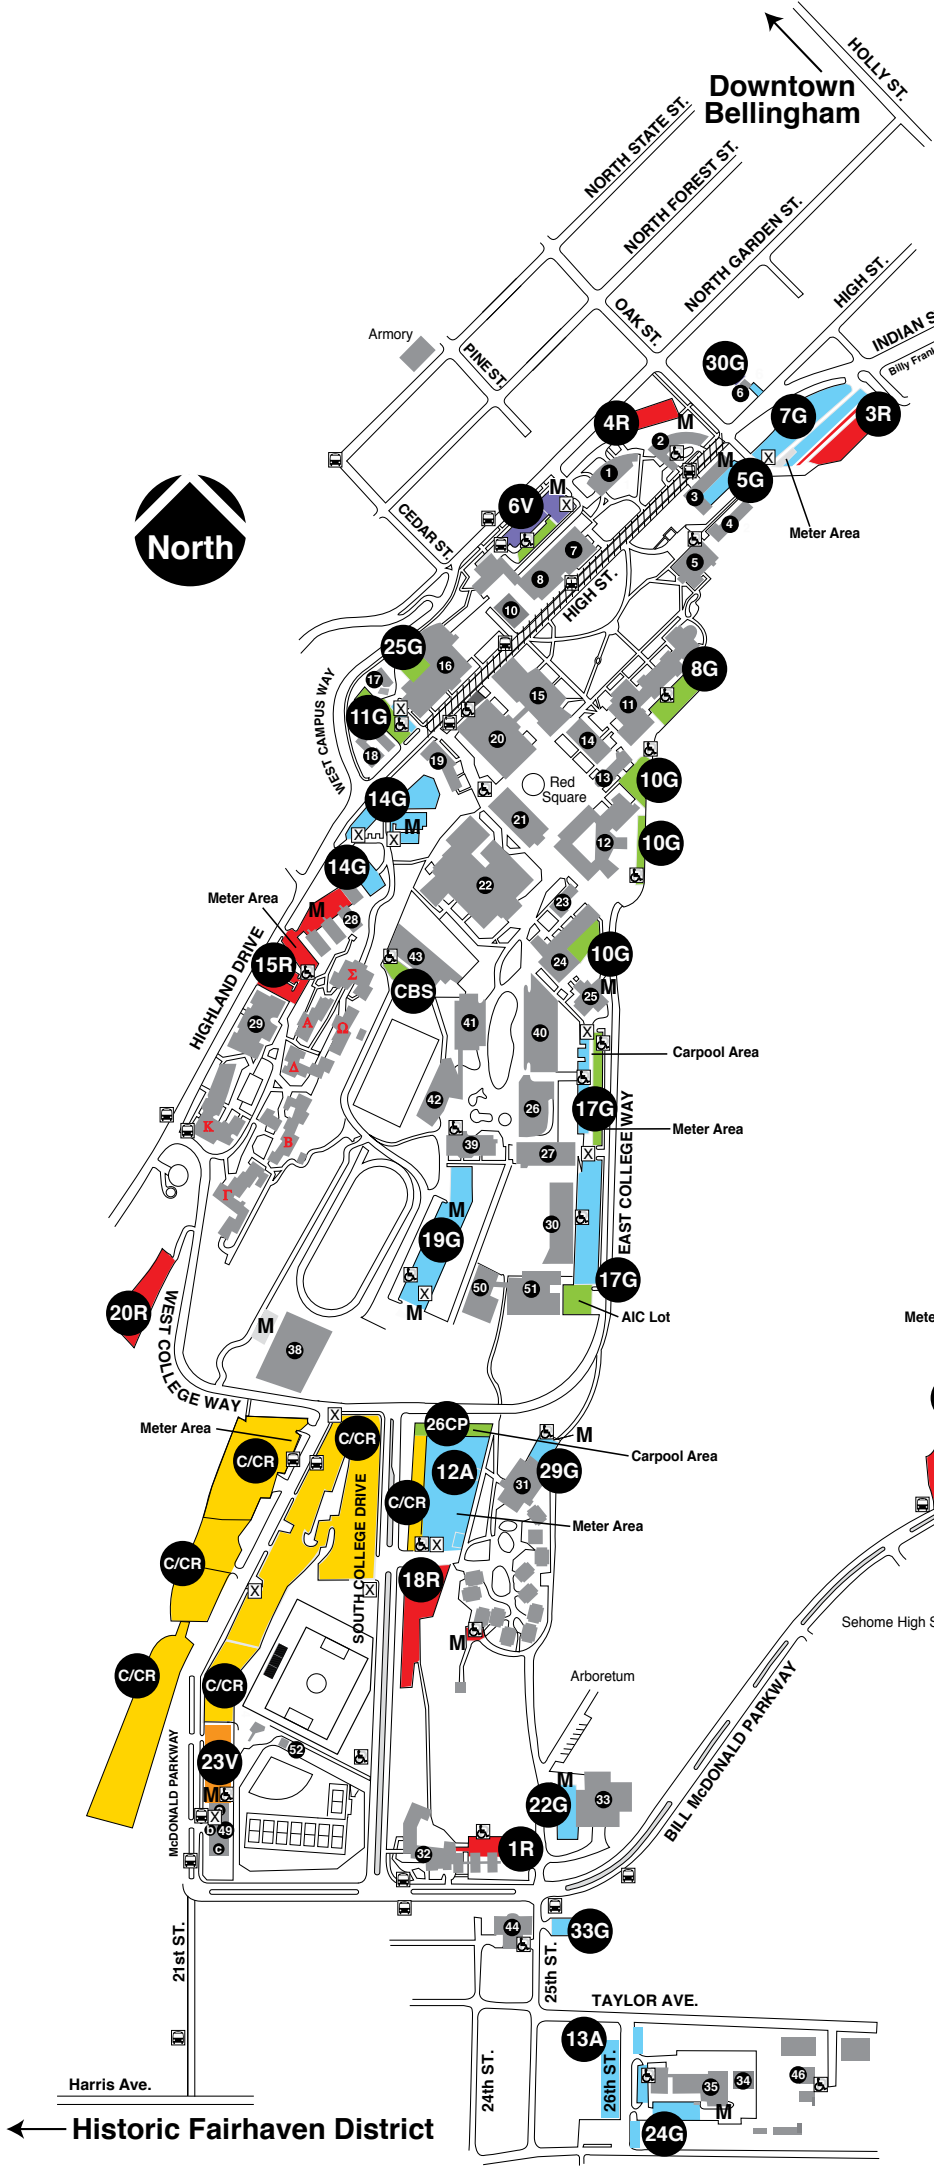 HOLLY ST.
Downtown
Bellingham
NORTH STATE ST.
NORTH FOREST ST.
NORTH GARDEN ST.
HIGH ST.
INDIAN S
Billy Frank
OAK ST.
Armory
PINE ST.
30G
6
7G
3R
4R
M
2
1
M
5G
X
3
4
Meter Area
5
M
6V
X
CEDAR ST.
North
7
8
HIGH ST.
10
25G
16
17
8G
11G
X
15
11
WEST CAMPUS WAY
18
20
14
19
13
10G
Red
Square
14G
M
X
X
21
12
10G
14G
22
Meter Area
M
28
23
HIGHLAND DRIVE
15R
Σ
43
CBS
24
10G
25
M
29
A
Ω
41
40
X
Carpool Area
Δ
42
26
17G
K
B
39
27
Meter Area
X
EAST COLLEGE WAY
Γ
M
30
19G
17G
50
51
X
M
AIC Lot
20R
WEST COLLEGE WAY
M
38
Mete
Meter Area
X
C/CR
C/CR
26CP
M
Carpool Area
12A
29G
31
C/CR
SOUTH COLLEGE DRIVE
Meter Area
X
C/CR
X
X
18R
M
Sehome High S
C/CR
C/CR
Arboretum
BILL McDONALD PARKWAY
McDONALD PARKWAY
52
23V
M
X
b
49
c
M
22G
33
1R
32
44
33G
21st ST.
25th ST.
TAYLOR AVE.
13A
24th ST.
26th ST.
35
34
46
M
24G
Harris Ave.
Historic Fairhaven District